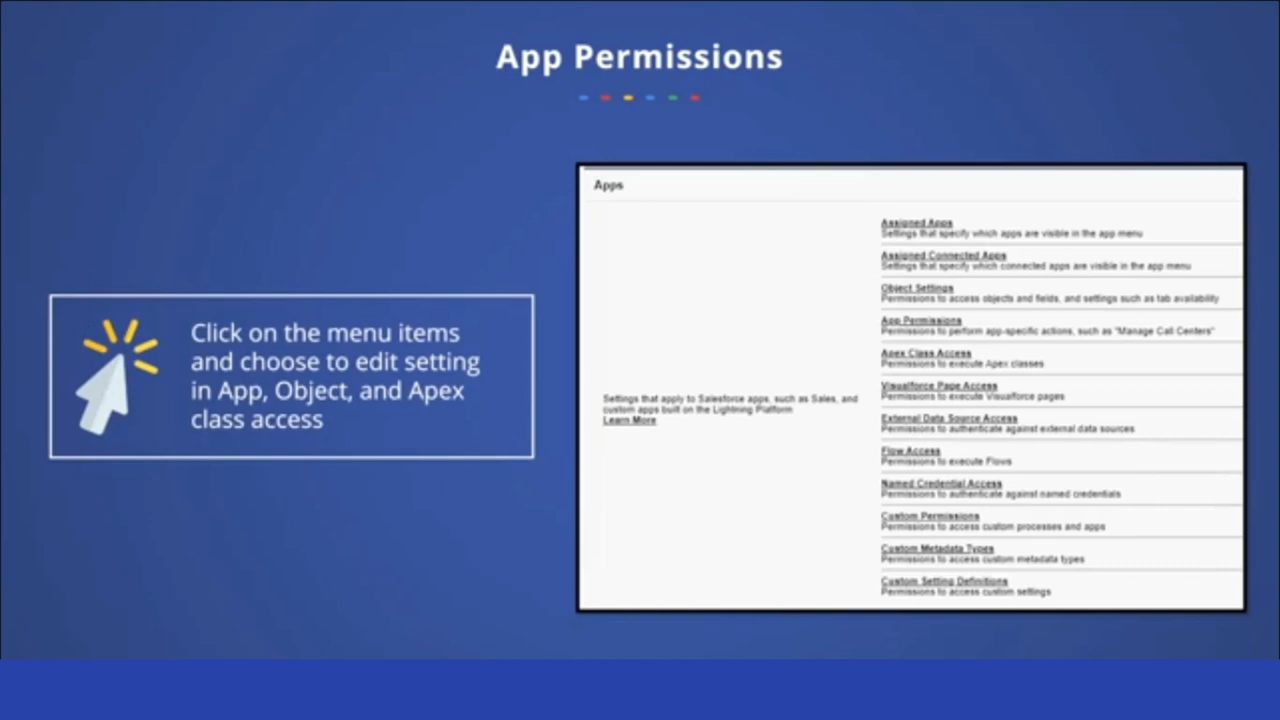 App Permissions
Click on the menu items
and choose to edit setting
in App, Object, and Apex
class access
Apps
Settings that apply to Salesforce apps, such as Sales, and
custom apps built on the Lightning Platform
Learn More
Assigned Apps
Settings that specify which apps are visible in the app menu
Assigned Connected Apps
Settings that specify which connected apps are visible in the app menu
Object Settings
Permissions to access objects and fields, and settings such as tab availability
App Permissions
Permissions to perform app-specific actions, such as "Manage Call Centers"
Apex Class Access
Permissions to execute Apex classes
Visualforce Page Access
Permissions to execute Visualforce pages
External Data Source Access
Permissions to authenticate against external data sources
Flow Access
Permissions to execute Flows
Named Credential Access
Permissions to authenticate against named credentials
Custom Permissions
Permissions to access custom processes and apps
Custom Metadata Types
Permissions to access custom metadata types
Custom Setting Definitions
Permissions to access custom settings